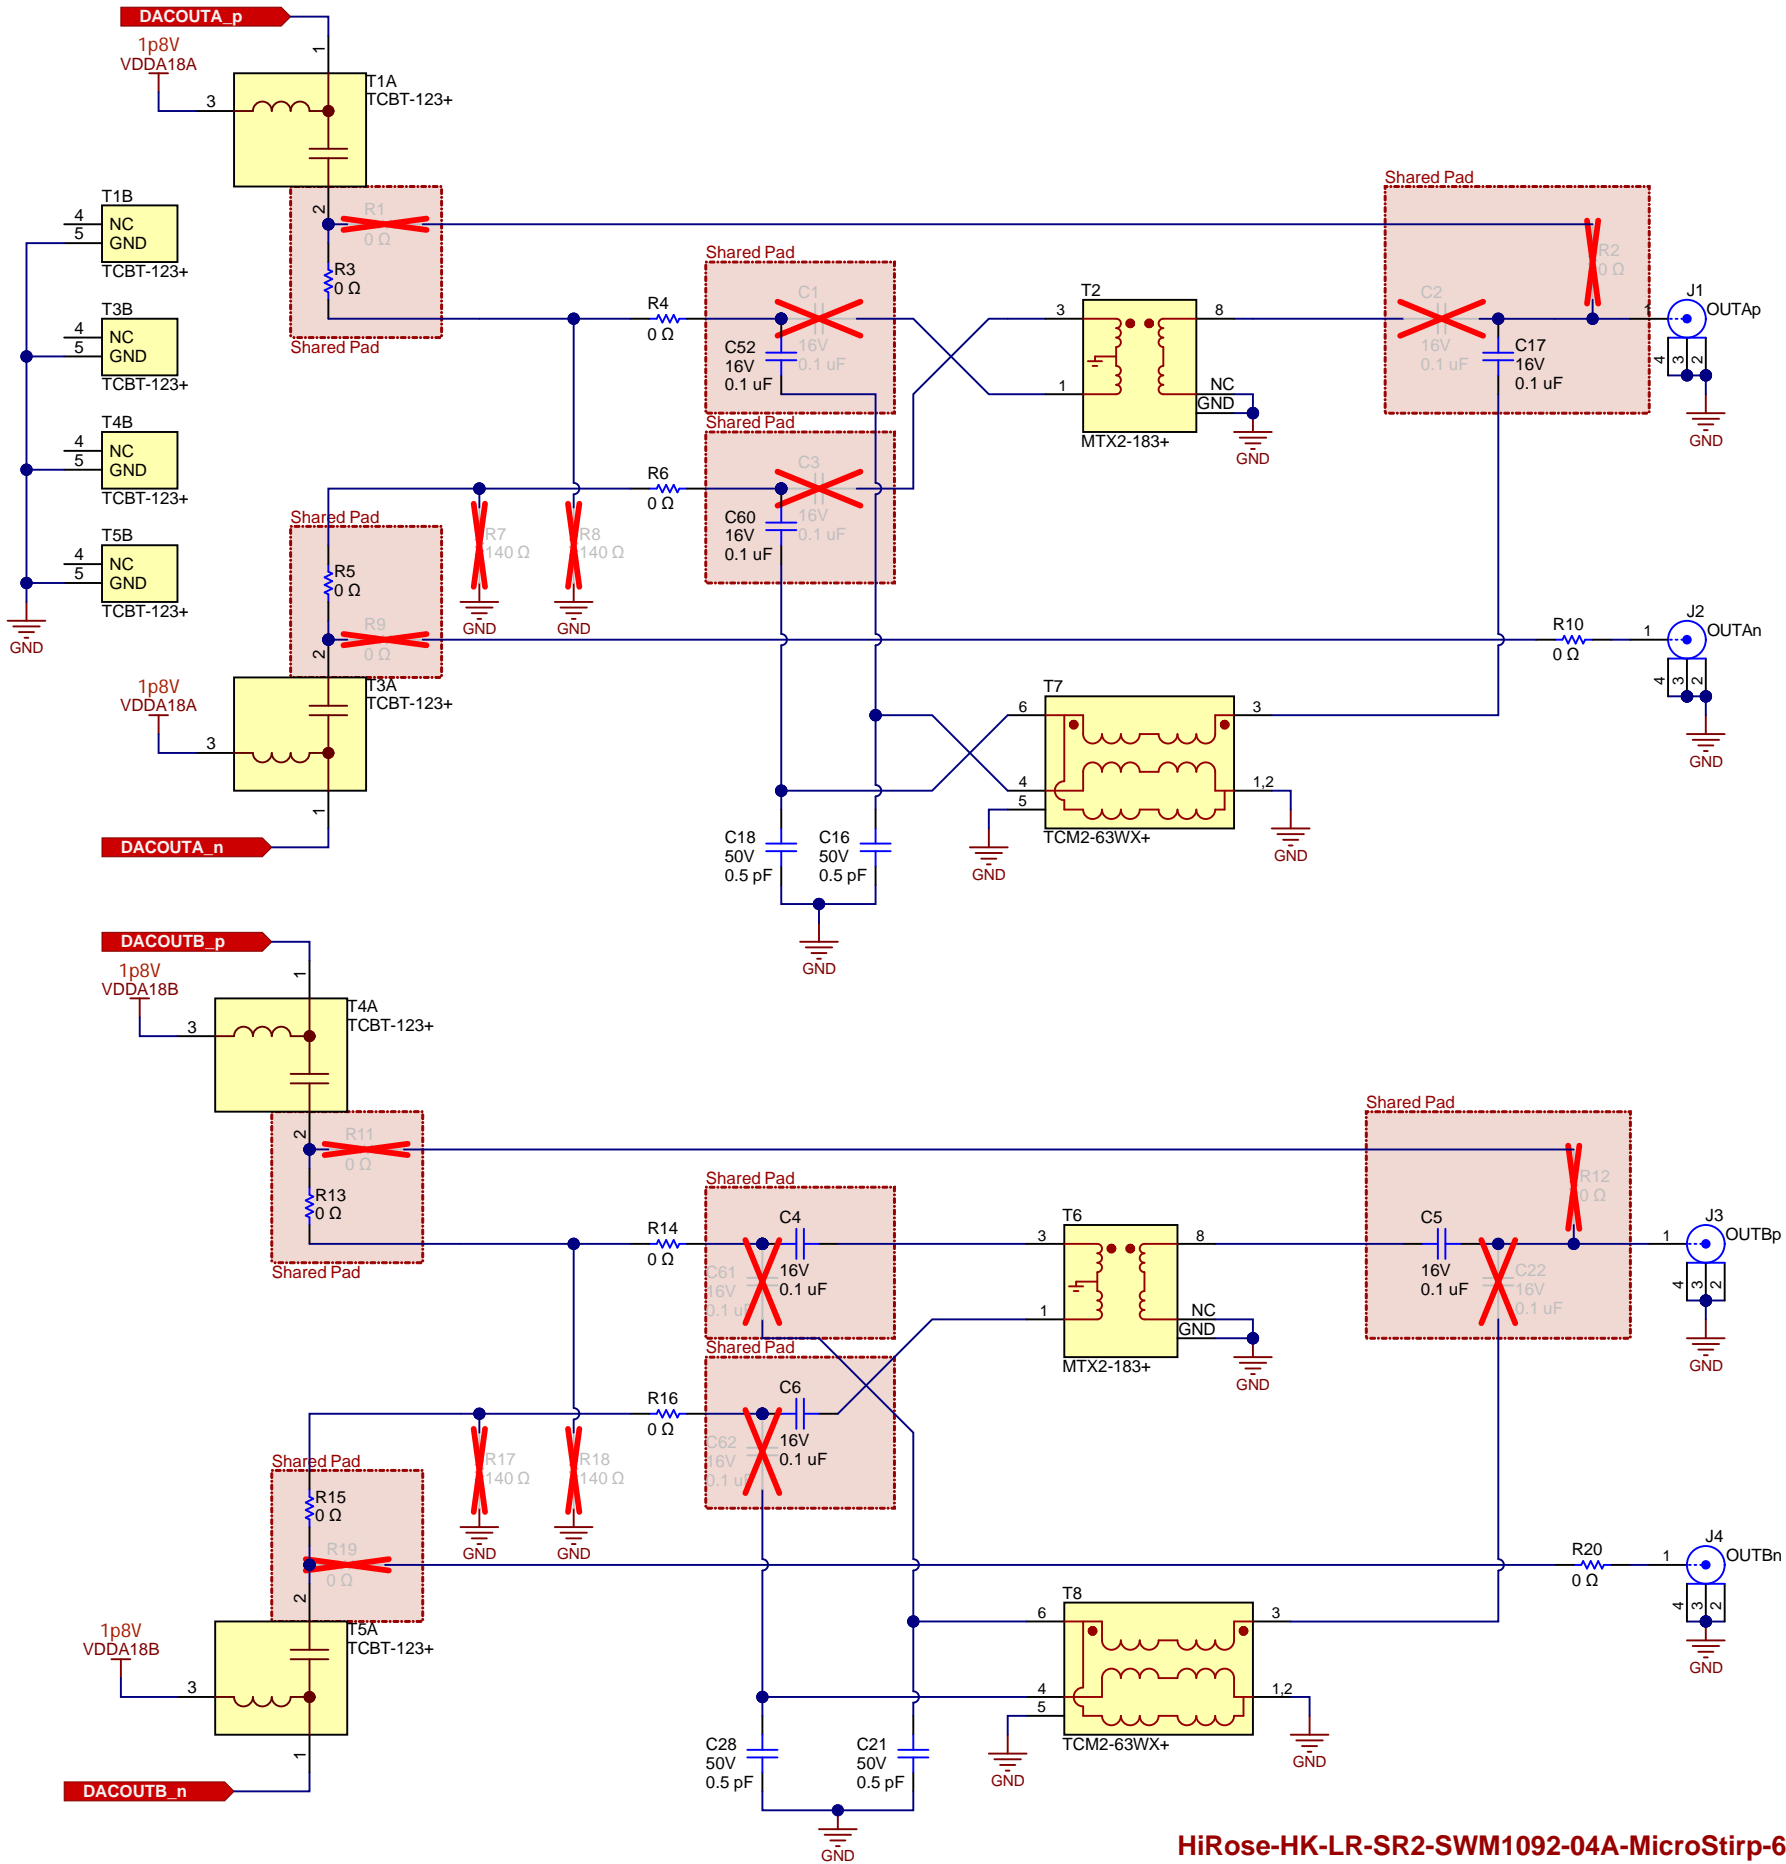 DACOUTA_p
1p8V
VDDA18A
1
3
T1A
TCBT-123+
2
Shared Pad
R1
0 Ω
R3
0 Ω
Shared Pad
T1B
4 NC
5 GND
TCBT-123+
T3B
4 NC
5 GND
TCBT-123+
T4B
4 NC
5 GND
TCBT-123+
T5B
4 NC
5 GND
TCBT-123+
GND
R4
0 Ω
Shared Pad
C1
16V
0.1 uF
C52
16V
0.1 uF
Shared Pad
R6
0 Ω
C3
16V
0.1 uF
C60
16V
0.1 uF
T2
3
1
8
NC
GND
MTX2-183+
GND
Shared Pad
R2
0 Ω
C2
16V
0.1 uF
C17
16V
0.1 uF
J1
1
OUTAp
4
3
2
GND
R7
140 Ω
GND
R8
140 Ω
GND
Shared Pad
R5
0 Ω
R9
0 Ω
2
T3A
TCBT-123+
1p8V
VDDA18A
3
1
DACOUTA_n
R10
0 Ω
J2
1
OUTAn
4
3
2
GND
T7
6
4
5
3
1,2
TCM2-63WX+
GND
GND
C18
50V
0.5 pF
C16
50V
0.5 pF
GND
DACOUTB_p
1p8V
VDDA18B
1
3
T4A
TCBT-123+
2
R11
0 Ω
R13
0 Ω
Shared Pad
R14
0 Ω
Shared Pad
C4
16V
0.1 uF
C61
16V
0.1 uF
Shared Pad
R16
0 Ω
C6
16V
0.1 uF
C62
16V
0.1 uF
T6
3
1
8
NC
GND
MTX2-183+
GND
Shared Pad
R12
0 Ω
C5
16V
0.1 uF
C22
16V
0.1 uF
J3
1
OUTBp
4
3
2
GND
R17
140 Ω
GND
R18
140 Ω
GND
Shared Pad
R15
0 Ω
R19
0 Ω
2
T5A
TCBT-123+
1p8V
VDDA18B
3
1
DACOUTB_n
R20
0 Ω
J4
1
OUTBn
4
3
2
GND
T8
6
4
5
3
1,2
TCM2-63WX+
GND
GND
C28
50V
0.5 pF
C21
50V
0.5 pF
GND
HiRose-HK-LR-SR2-SWM1092-04A-MicroStirp-6